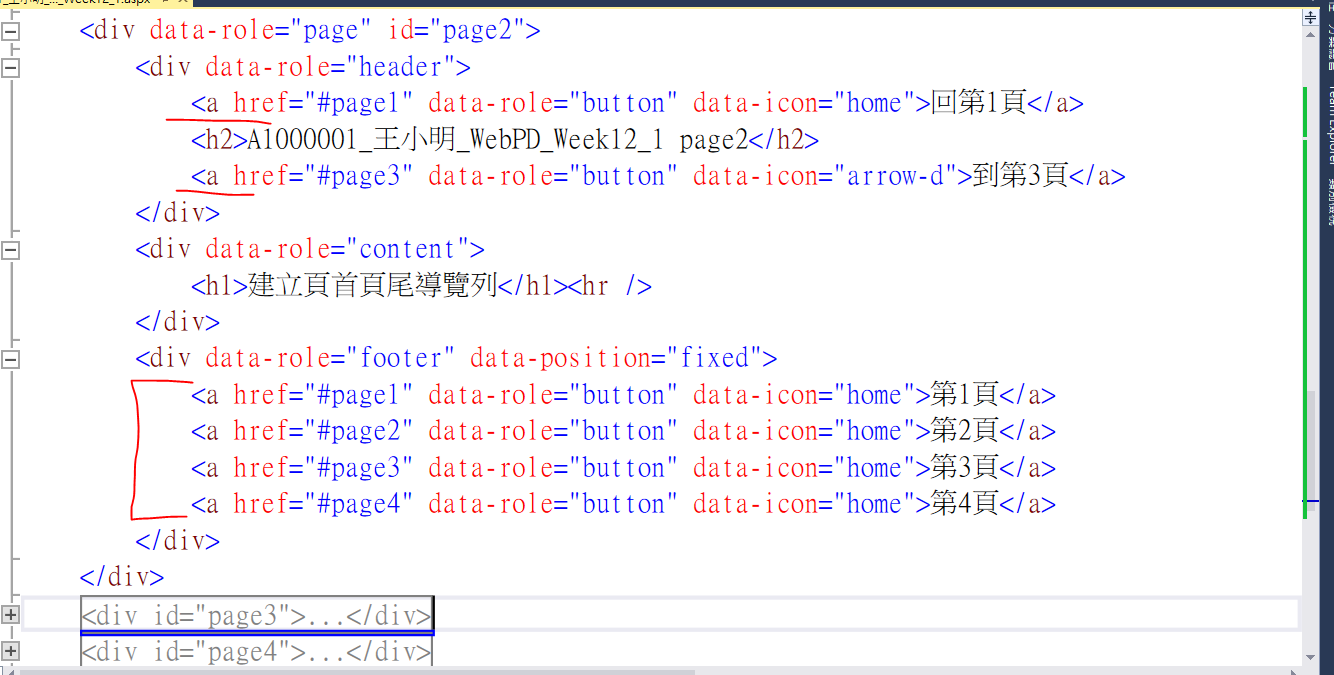 <div data-role="page" id="page2">
<div data-role="header">
<a href="#page1" data-role="button" data-icon="home">回第1頁</a>
<h2>A1000001_王小明_WebPD_Week12_1 page2</h2>
<a href="#page3" data-role="button" data-icon="arrow-d">到第3頁</a>
</div>
<div data-role="content">
<h1>建立頁首頁尾導覽列</h1><hr />
</div>
<div data-role="footer" data-position="fixed">
<a href="#page1" data-role="button" data-icon="home">第1頁</a>
<a href="#page2" data-role="button" data-icon="home">第2頁</a>
<a href="#page3" data-role="button" data-icon="home">第3頁</a>
<a href="#page4" data-role="button" data-icon="home">第4頁</a>
</div>
</div>
<div id="page3">...</div>
<div id="page4">...</div>